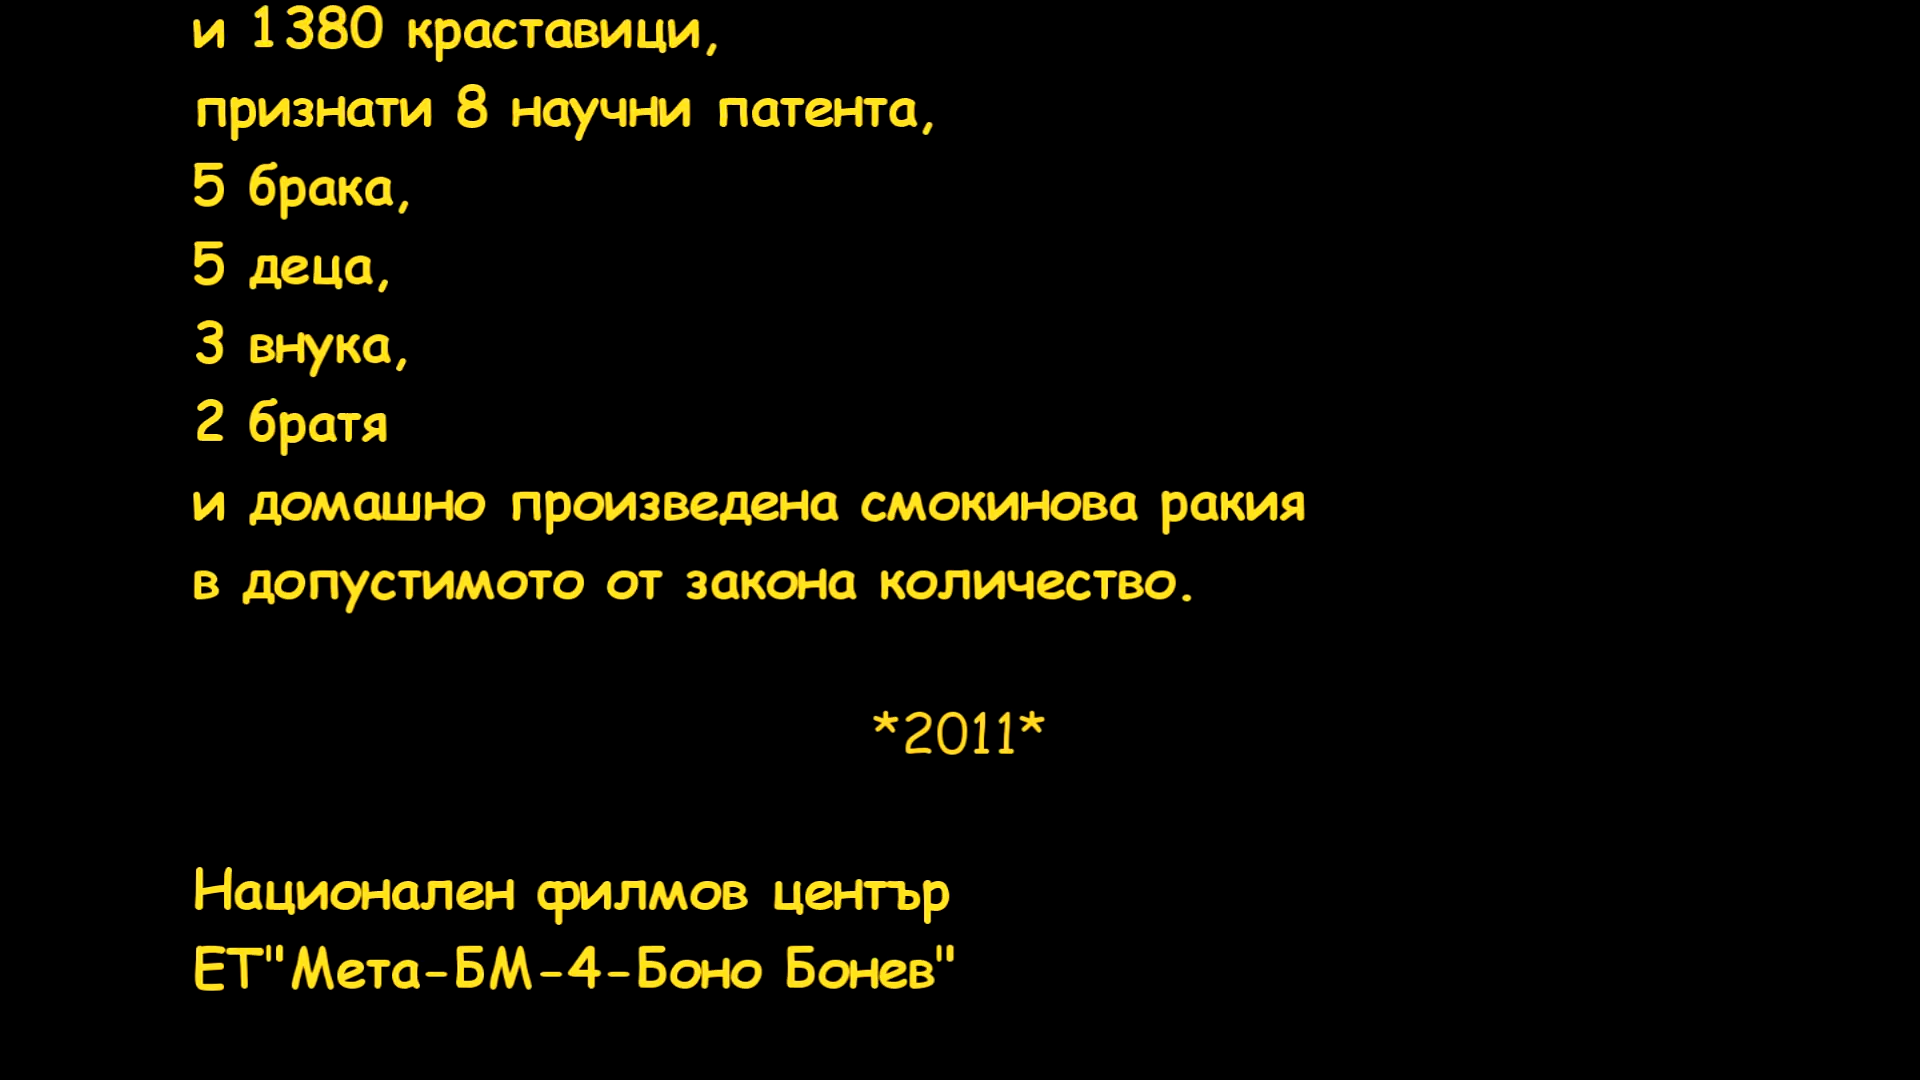 и 1380 краставици,
признати 8 научни патента,
5 брака,
5 деца,
3 внука,
2 братя
и домашно произведена смокинова ракия
в допустимото от закона количество.
*2011*
Национален филмов център
ЕТ"Мета-БМ-4-Боно Бонев"